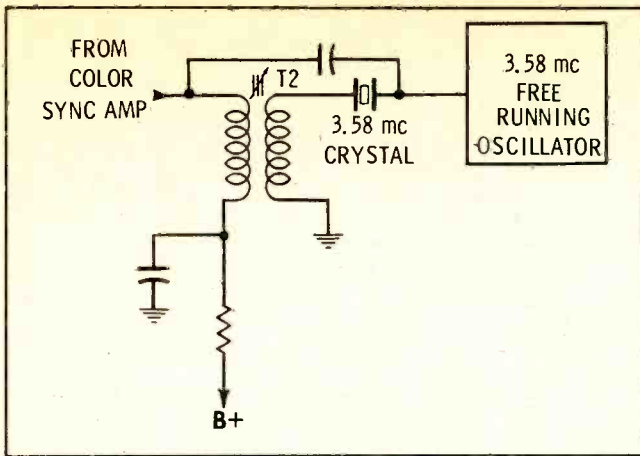 FROM
COLOR
SYNC AMP
T2
3.58 mc
CRYSTAL
3.58 mc
FREE
RUNNING
OSCILLATOR
B+